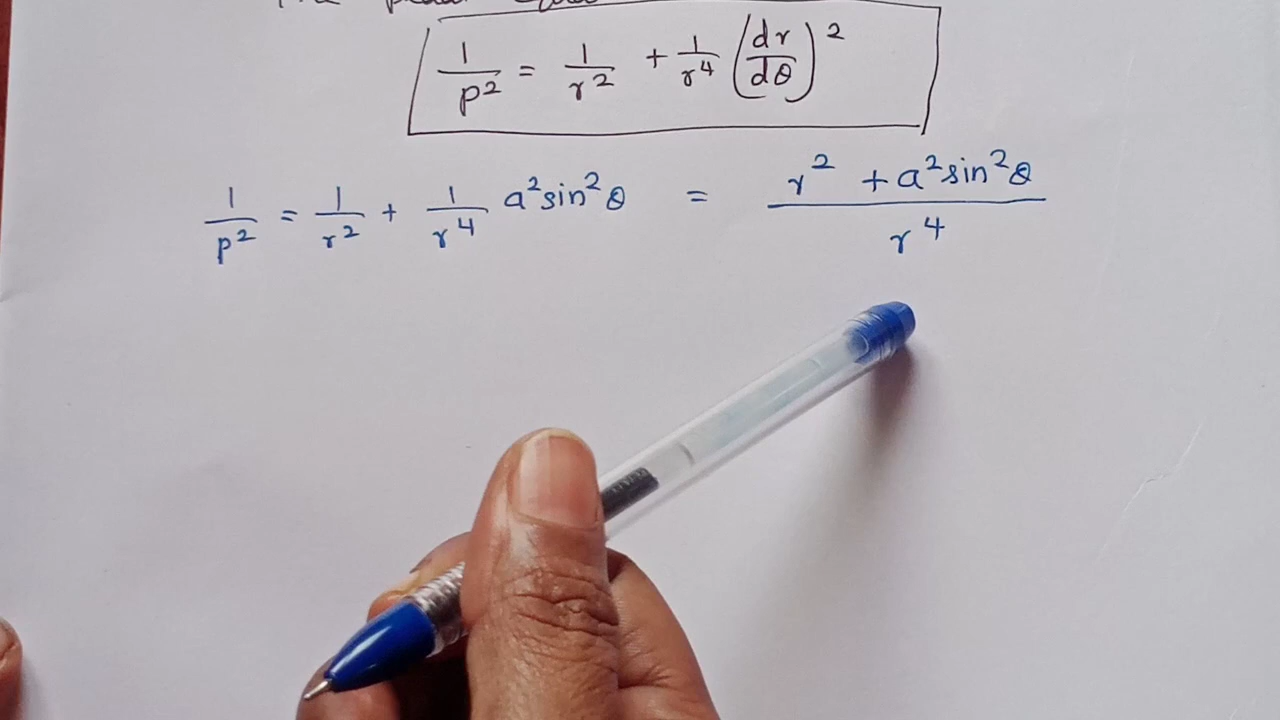 The
1/p² = 1/r² + 1/r⁴ (dr/dθ)²
1/p² = 1/r² + 1/r⁴ a²sin²θ = (r² + a²sin²θ)/r⁴